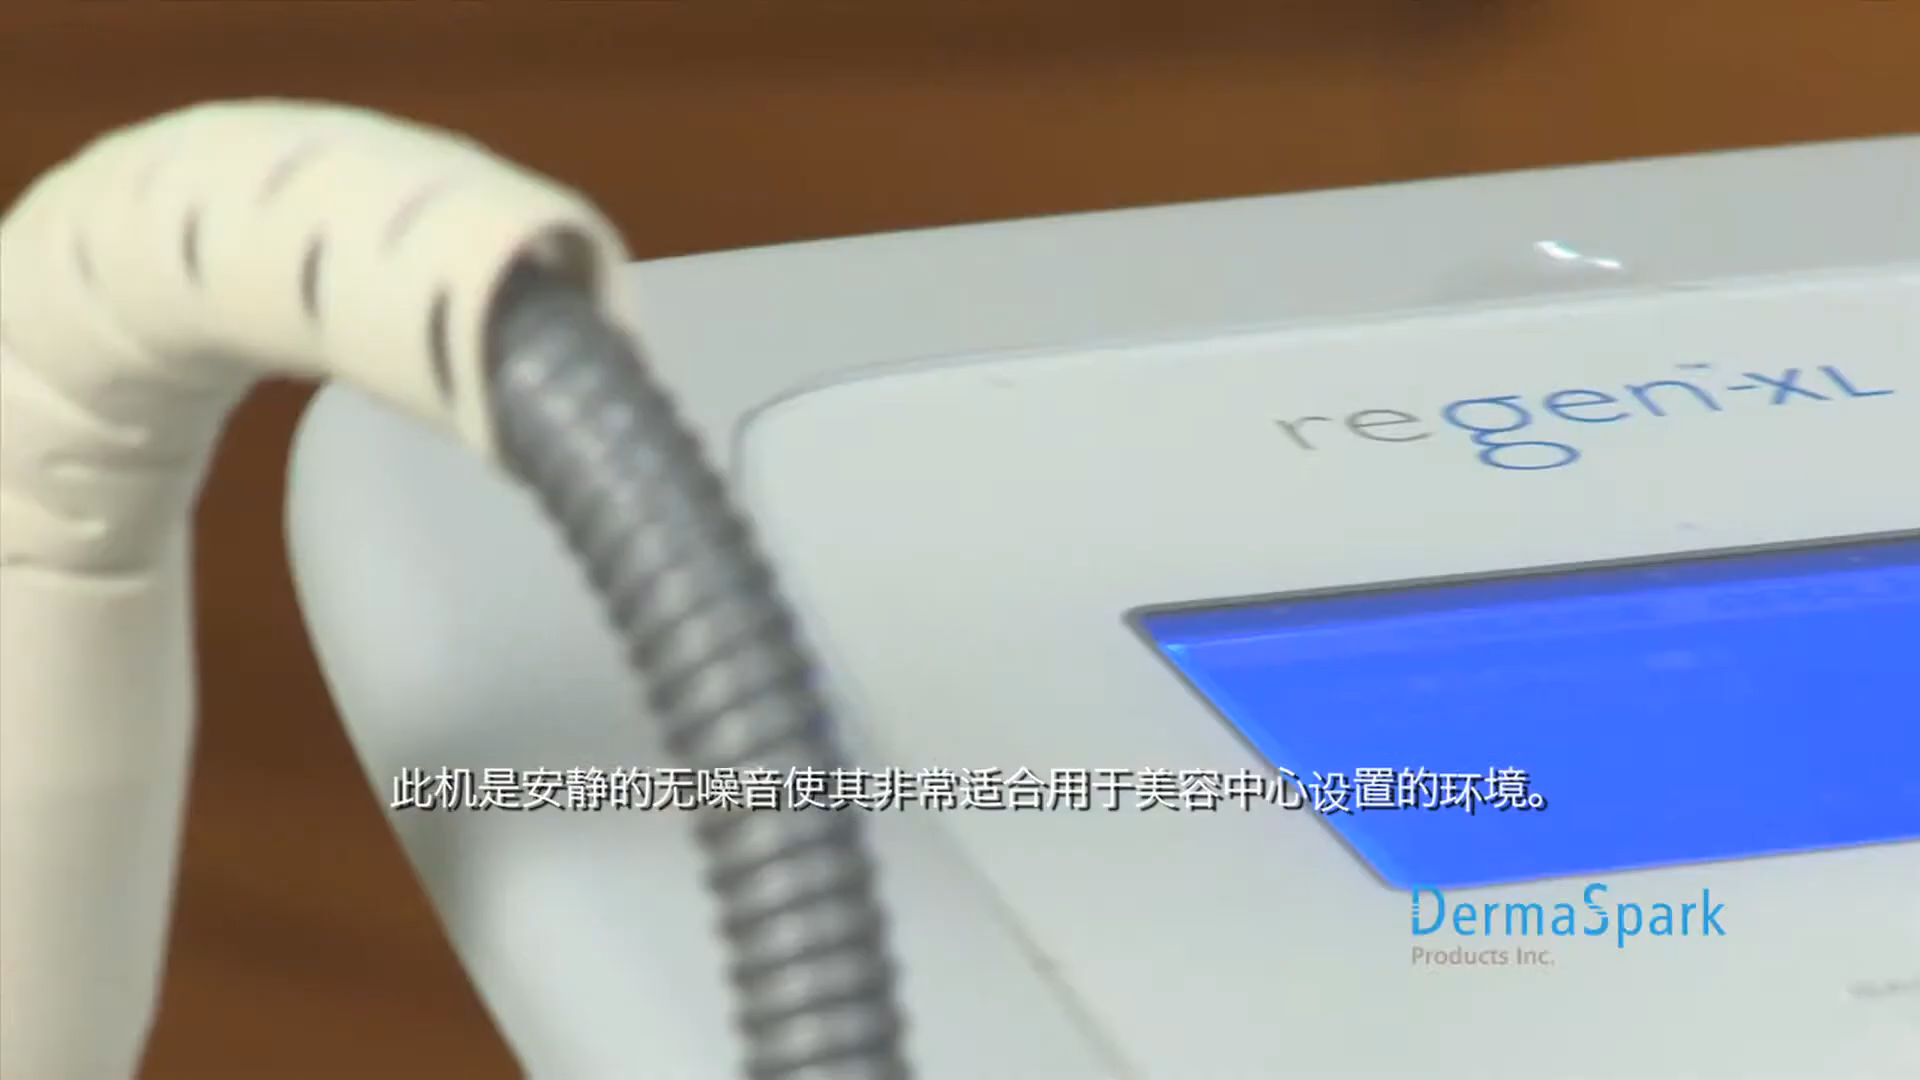 regen™-XL
此机是安静的无噪音使其非常适合用于美容中心设置的环境。
DermaSpark
Products Inc.